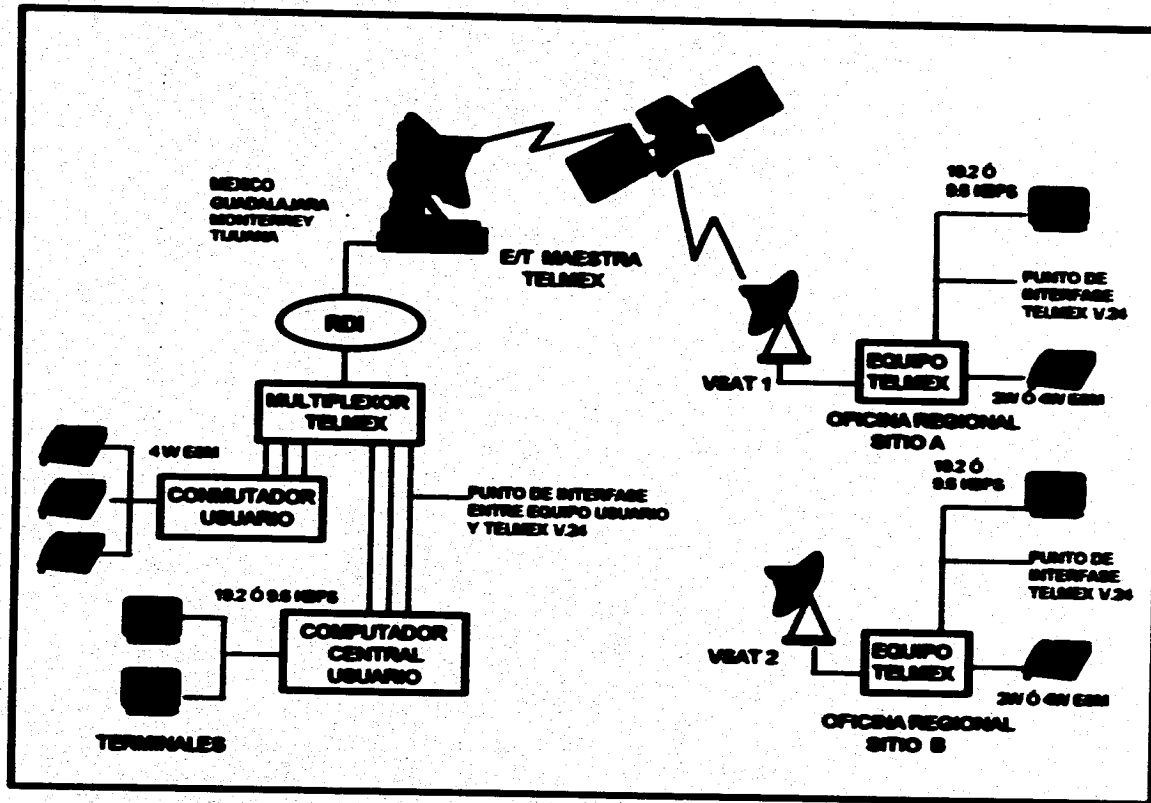 MEXICO
GUADALAJARA
MONTERREY
TIJUANA
E/T MAESTRA
TELMEX
RDI
MULTIPLEXOR
TELMEX
4 W E&M
CONMUTADOR
USUARIO
PUNTO DE INTERFASE
ENTRE EQUIPO USUARIO
Y TELMEX V.24
19.2 Ó 9.6 KBPS
COMPUTADOR
CENTRAL
USUARIO
TERMINALES
19.2 Ó
9.6 KBPS
PUNTO DE
INTERFASE
TELMEX V.24
VSAT 1
EQUIPO
TELMEX
2W Ó 4W E&M
OFICINA REGIONAL
SITIO A
19.2 Ó
9.6 KBPS
PUNTO DE
INTERFASE
TELMEX V.24
VSAT 2
EQUIPO
TELMEX
2W Ó 4W E&M
OFICINA REGIONAL
SITIO B